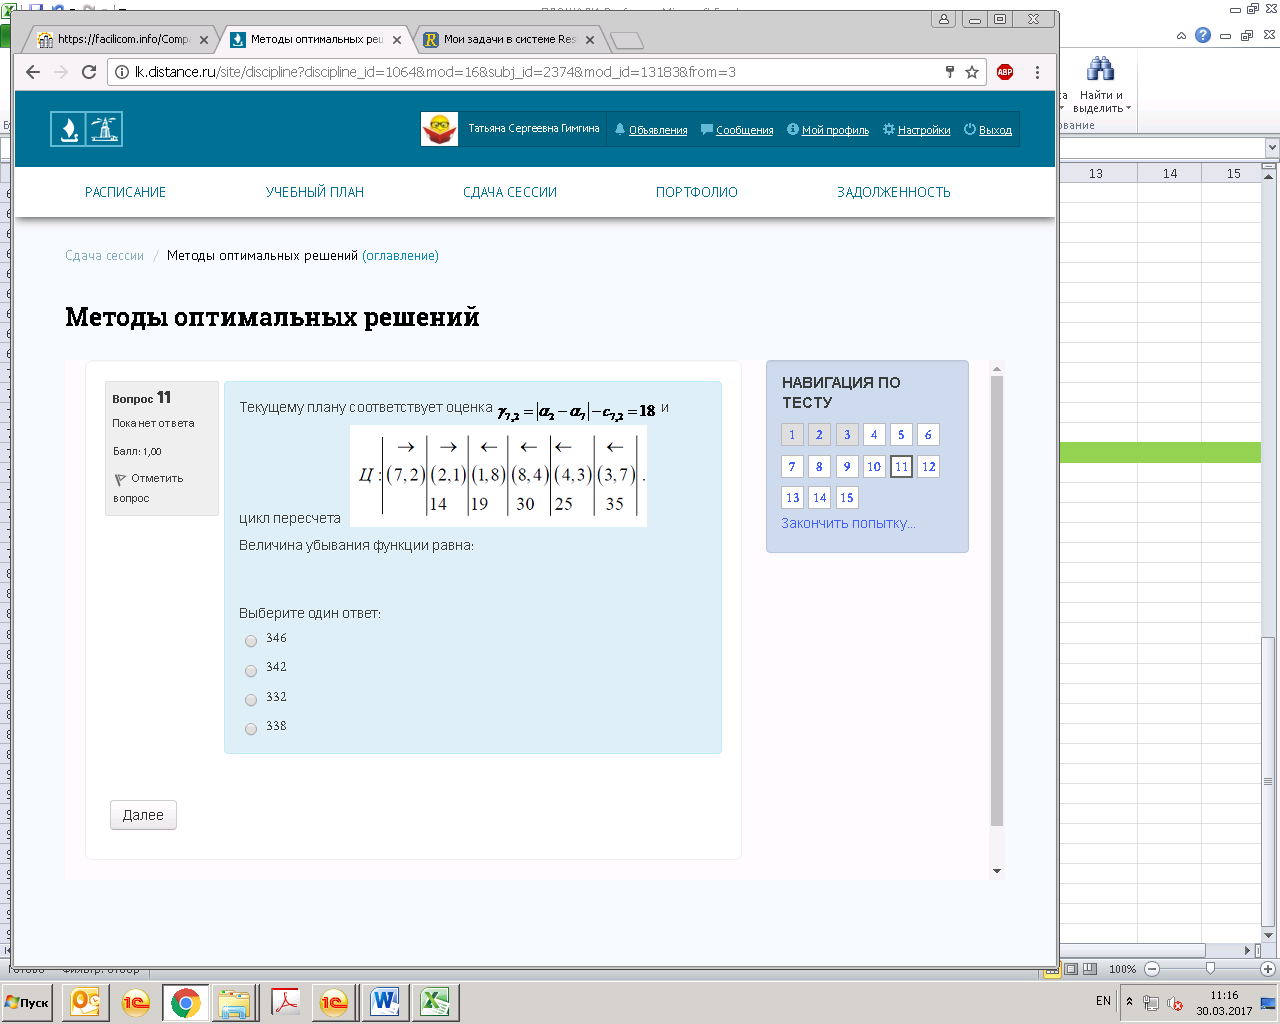 https://facilicom.info/Compa
Методы оптимальных реш
Мои задачи в системе Res
lk.distance.ru/site/discipline?discipline_id=1064&mod=16&subj_id=2374&mod_id=13183&from=3
ABP
Найти и
выделить
13 14 15
Татьяна Сергеевна Гимгина
Объявления
Сообщения
Мой профиль
Настройки
Выход
РАСПИСАНИЕ
УЧЕБНЫЙ ПЛАН
СДАЧА СЕССИИ
ПОРТФОЛИО
ЗАДОЛЖЕННОСТЬ
Сдача сессии / Методы оптимальных решений (оглавление)
Методы оптимальных решений
Вопрос 11
Пока нет ответа
Балл: 1,00
Отметить
вопрос
Текущему плану соответствует оценка γ7,2 = |α2 − α7| − c7,2 = 18 и
→ → ← ← ← ←
Ц : (7,2) (2,1) (1,8) (8,4) (4,3) (3,7) .
14 19 30 25 35
цикл пересчета
Величина убывания функции равна:
Выберите один ответ:
346
342
332
338
Далее
НАВИГАЦИЯ ПО
ТЕСТУ
1 2 3 4 5 6
7 8 9 10 11 12
13 14 15
Закончить попытку...
100%
Пуск
EN
11:16
30.03.2017